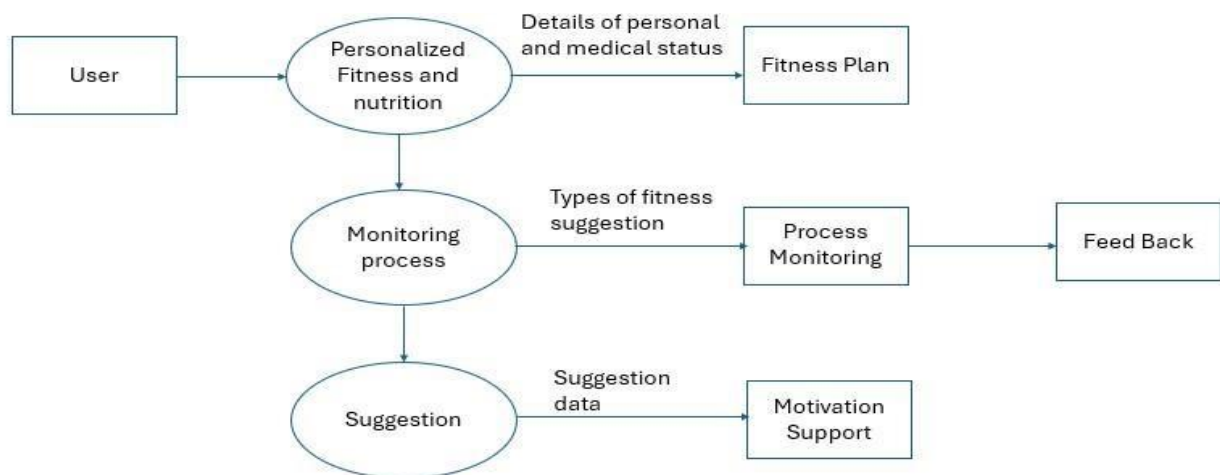 User
Personalized
Fitness and
nutrition
Details of personal
and medical status
Fitness Plan
Monitoring
process
Types of fitness
suggestion
Process
Monitoring
Feed Back
Suggestion
Suggestion
data
Motivation
Support